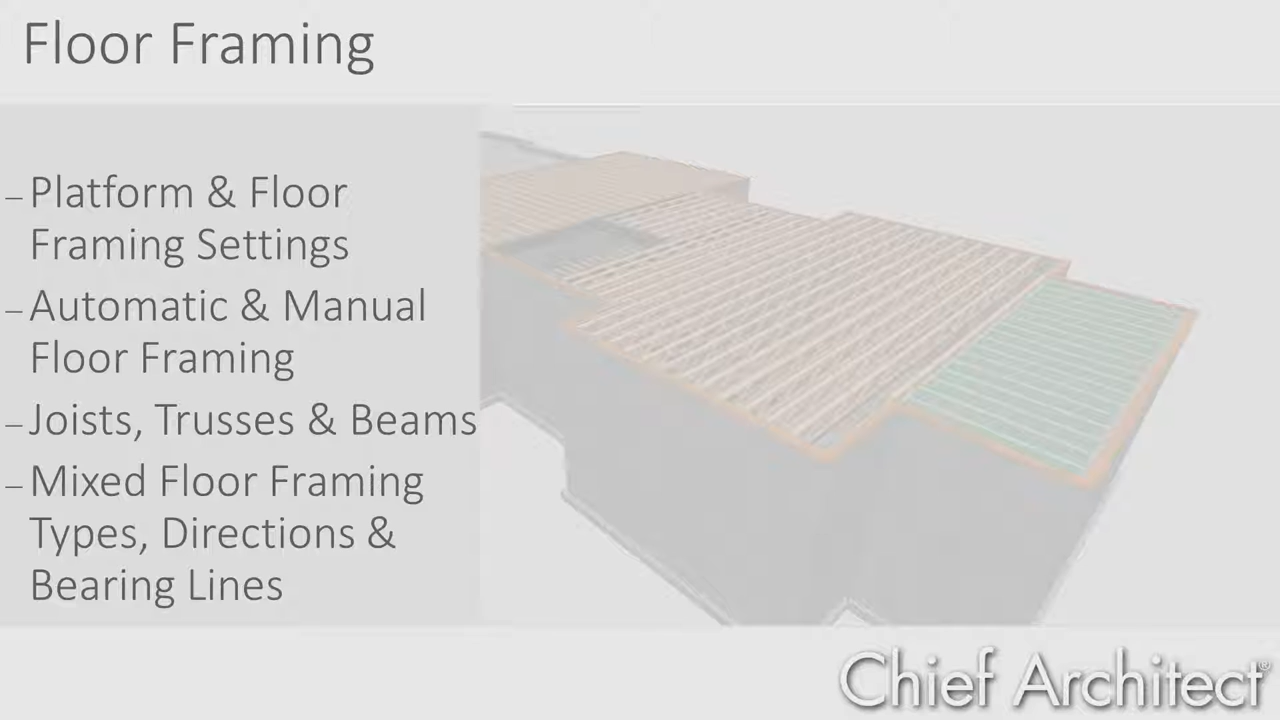 Floor Framing
– Platform & Floor
Framing Settings
– Automatic & Manual
Floor Framing
– Joists, Trusses & Beams
– Mixed Floor Framing
Types, Directions &
Bearing Lines
Chief Architect®